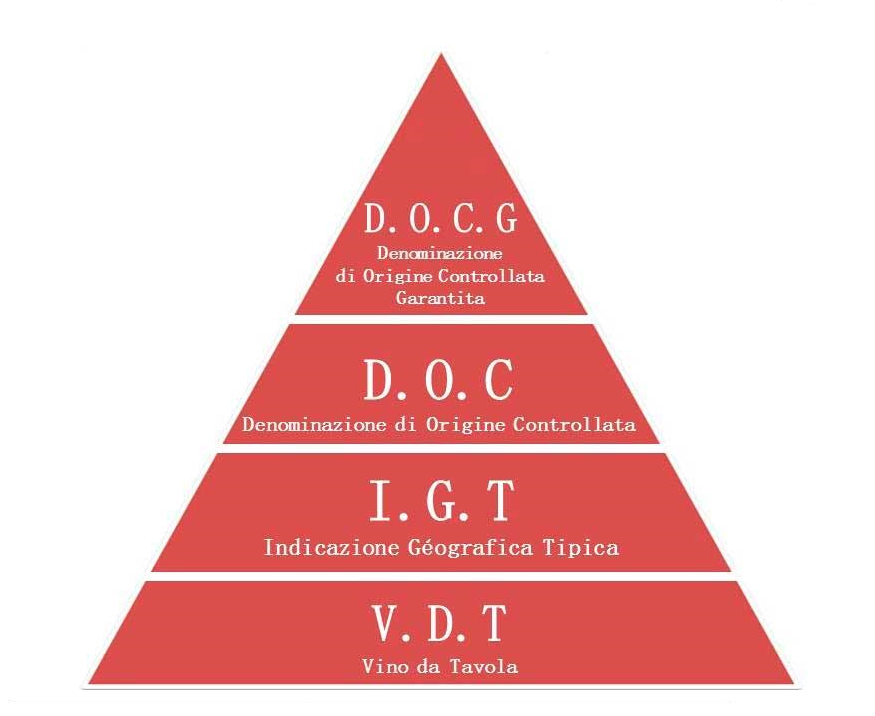 D.O.C.G
Denominazione
di Origine Controllata
Garantita
D.O.C
Denominazione di Origine Controllata
I.G.T
Indicazione Géografica Tipica
V.D.T
Vino da Tavola